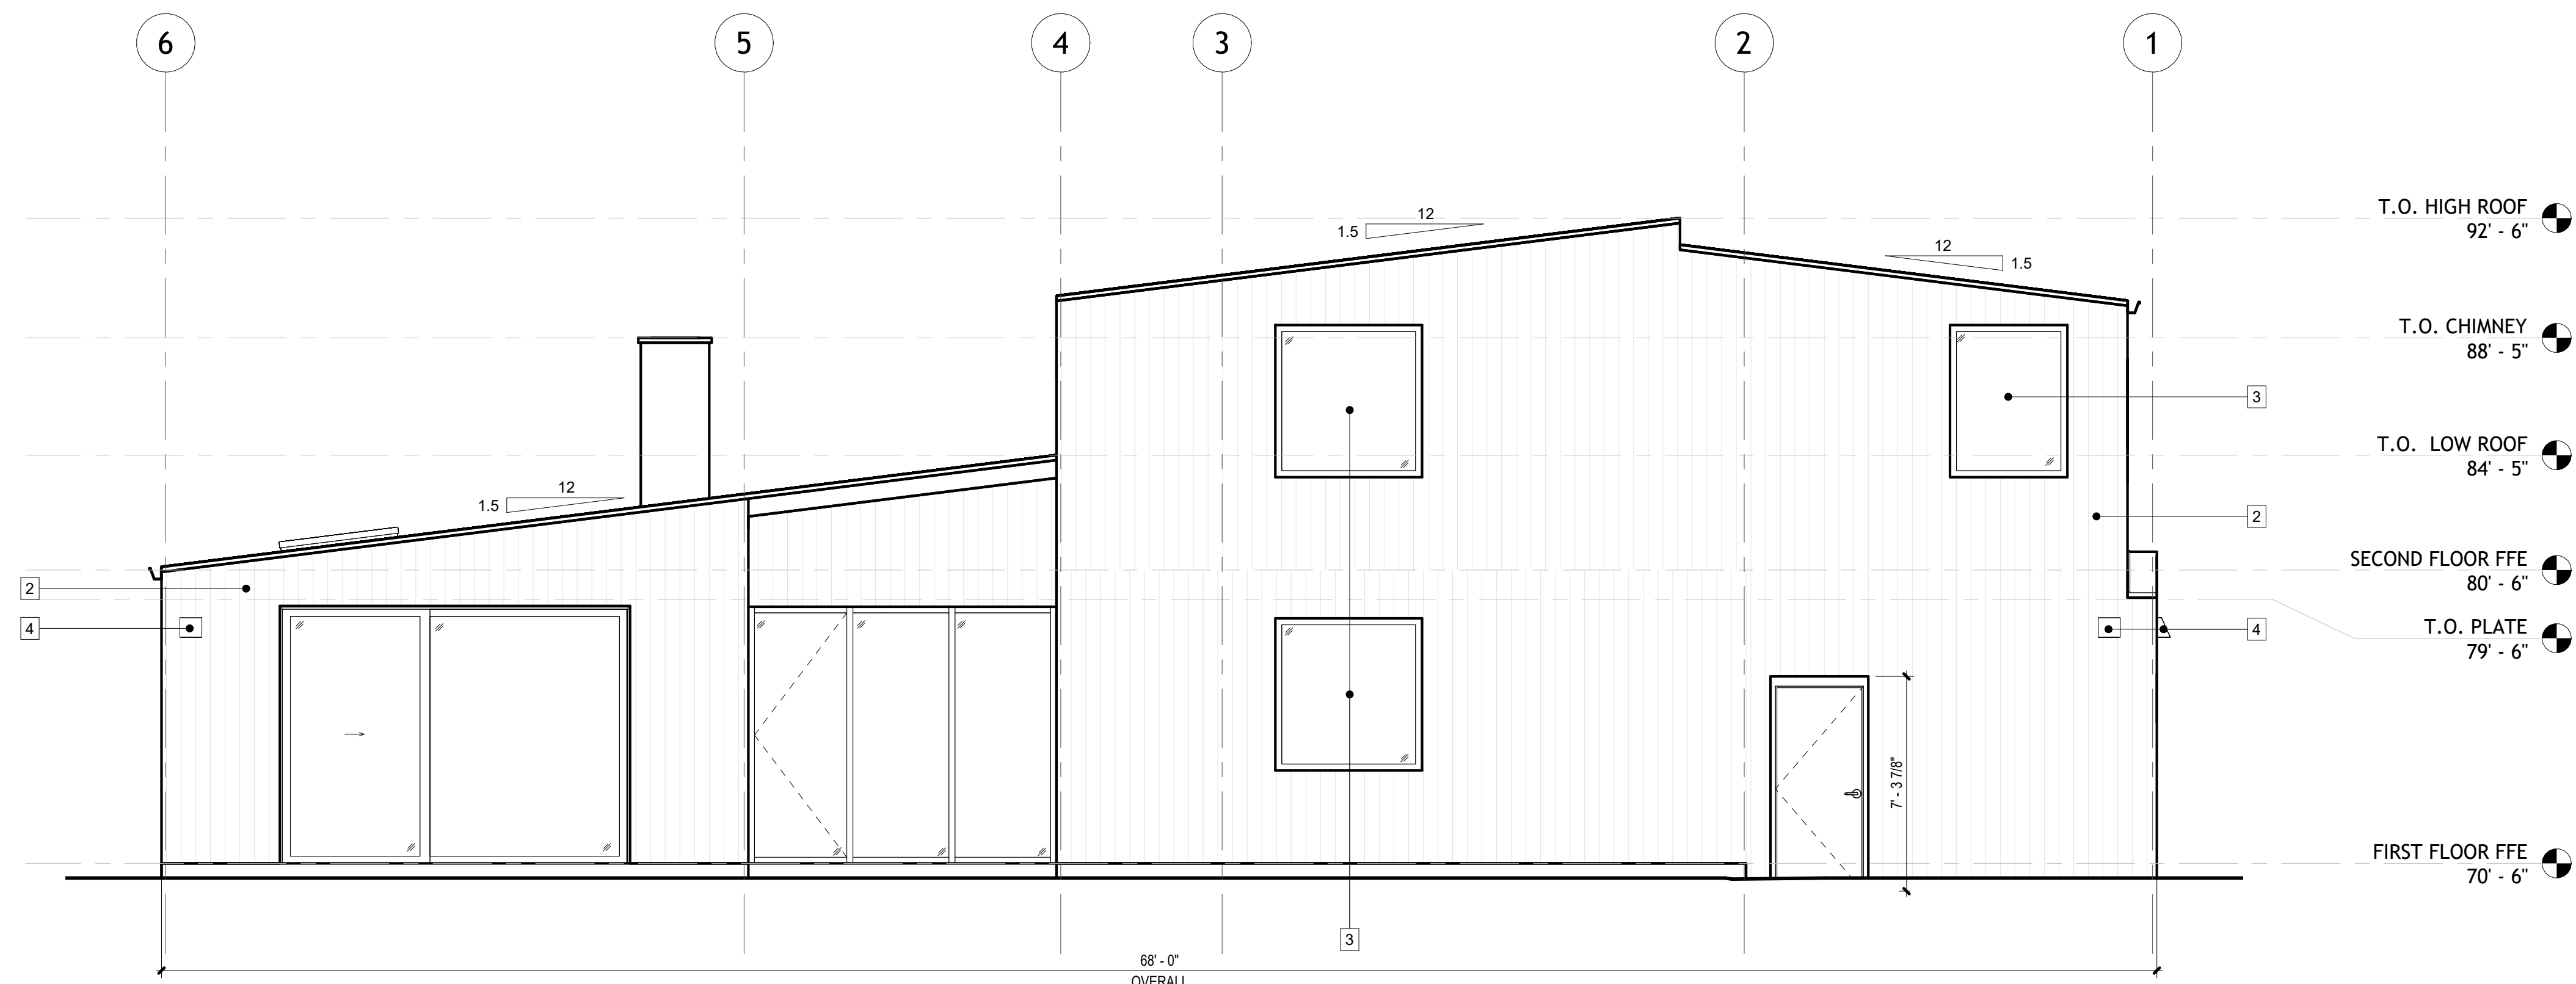 6
5
4
3
2
1
T.O. HIGH ROOF
92' - 6"
12
1.5
12
1.5
T.O. CHIMNEY
88' - 5"
3
T.O. LOW ROOF
84' - 5"
12
1.5
2
SECOND FLOOR FFE
80' - 6"
2
4
4
T.O. PLATE
79' - 6"
7' - 3 7/8"
FIRST FLOOR FFE
70' - 6"
3
68' - 0"
OVERALL